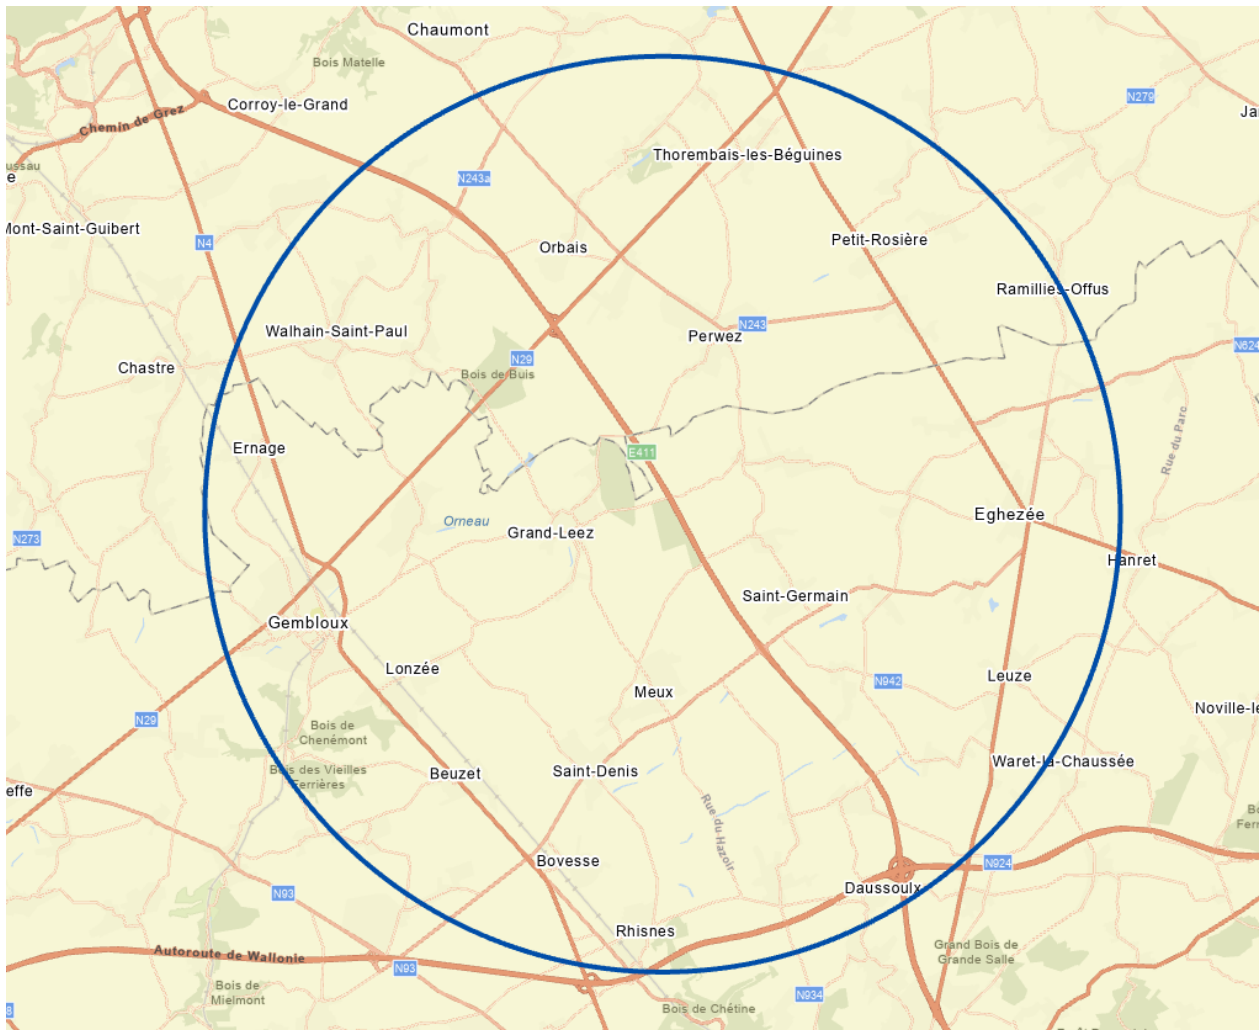 Chaumont
Bois Matelle
N279
Corroy-le-Grand
Chemin de Grez
Thorembais-les-Béguines
N243a
Mont-Saint-Guibert
N4
Orbais
Petit-Rosière
Ramillies-Offus
Walhain-Saint-Paul
Perwez
N243
N624
N29
Chastre
Bois de Buis
Rue du Parc
Ernage
E411
Orneau
Grand-Leez
Eghezée
N273
Hanret
Saint-Germain
Gembloux
Lonzée
Meux
N942
Leuze
N29
Bois de
Chenémont
Bois des Vieilles
Ferrières
Beuzet
Saint-Denis
Waret-la-Chaussée
Rue du Hazoir
Bovesse
N924
N93
Daussoulx
Rhisnes
Autoroute de Wallonie
N93
Grand Bois de
Grande Salle
Bois de
Mielmont
N934
Bois de Chétine